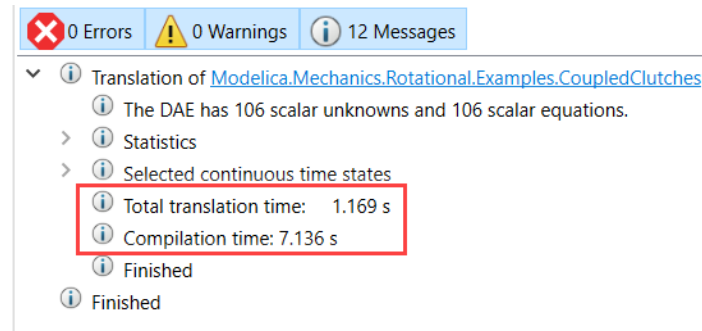 0 Errors 0 Warnings 12 Messages
Translation of Modelica.Mechanics.Rotational.Examples.CoupledClutches
The DAE has 106 scalar unknowns and 106 scalar equations.
Statistics
Selected continuous time states
Total translation time: 1.169 s
Compilation time: 7.136 s
Finished
Finished